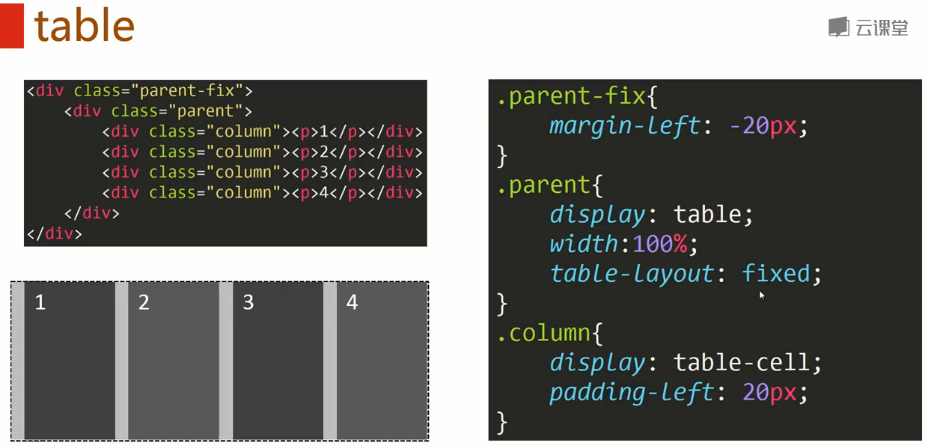 table
云课堂
<div class="parent-fix">
    <div class="parent">
        <div class="column"><p>1</p></div>
        <div class="column"><p>2</p></div>
        <div class="column"><p>3</p></div>
        <div class="column"><p>4</p></div>
    </div>
</div>
1 2 3 4
.parent-fix{
    margin-left: -20px;
}
.parent{
    display: table;
    width:100%;
    table-layout: fixed;
}
.column{
    display: table-cell;
    padding-left: 20px;
}